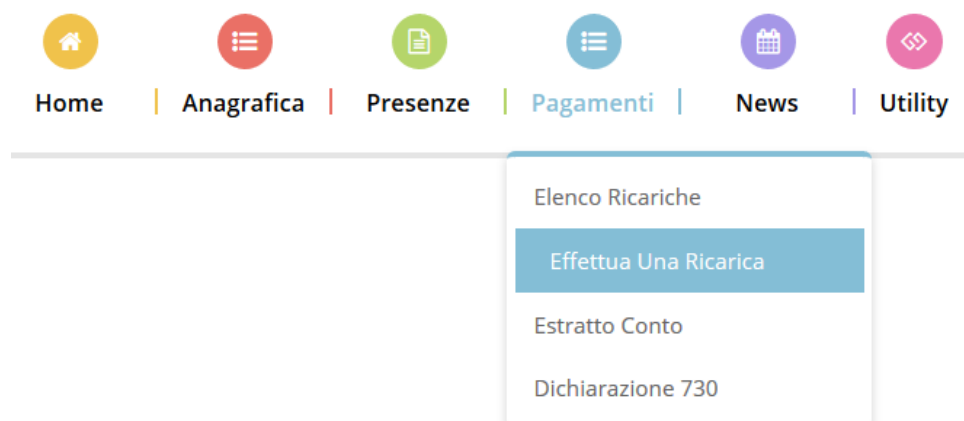 Home Anagrafica Presenze Pagamenti News Utility
Elenco Ricariche
Effettua Una Ricarica
Estratto Conto
Dichiarazione 730